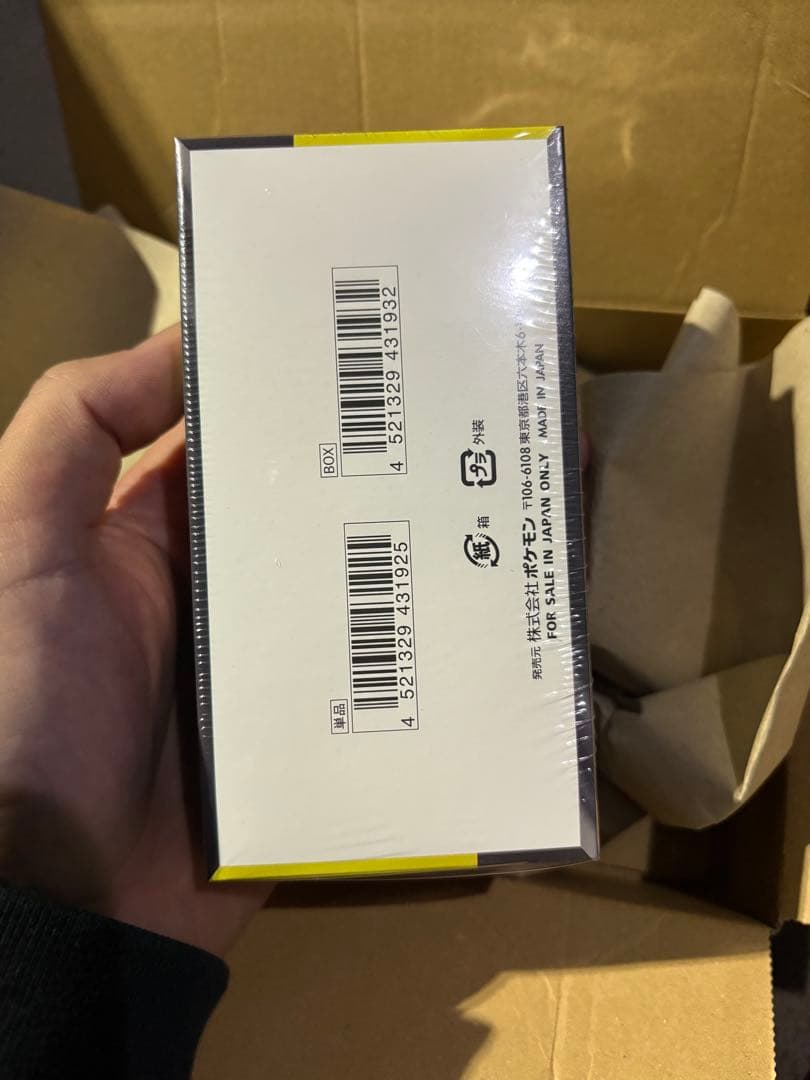 単品
4 521329 431925
BOX
4 521329 431932
紙 箱
プラ 外装
発売元 株式会社ポケモン 〒106-6108 東京都港区六本木6-
FOR SALE IN JAPAN ONLY MADE IN JAPAN